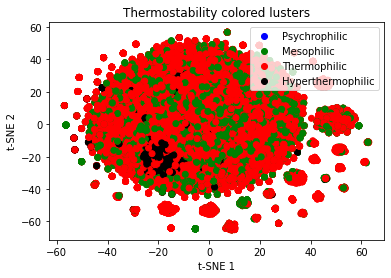 Thermostability colored lusters
Psychrophilic
Mesophilic
Thermophilic
Hyperthermophilic
t-SNE 2
60
40
20
0
−20
−40
−60
−60 −40 −20 0 20 40 60
t-SNE 1